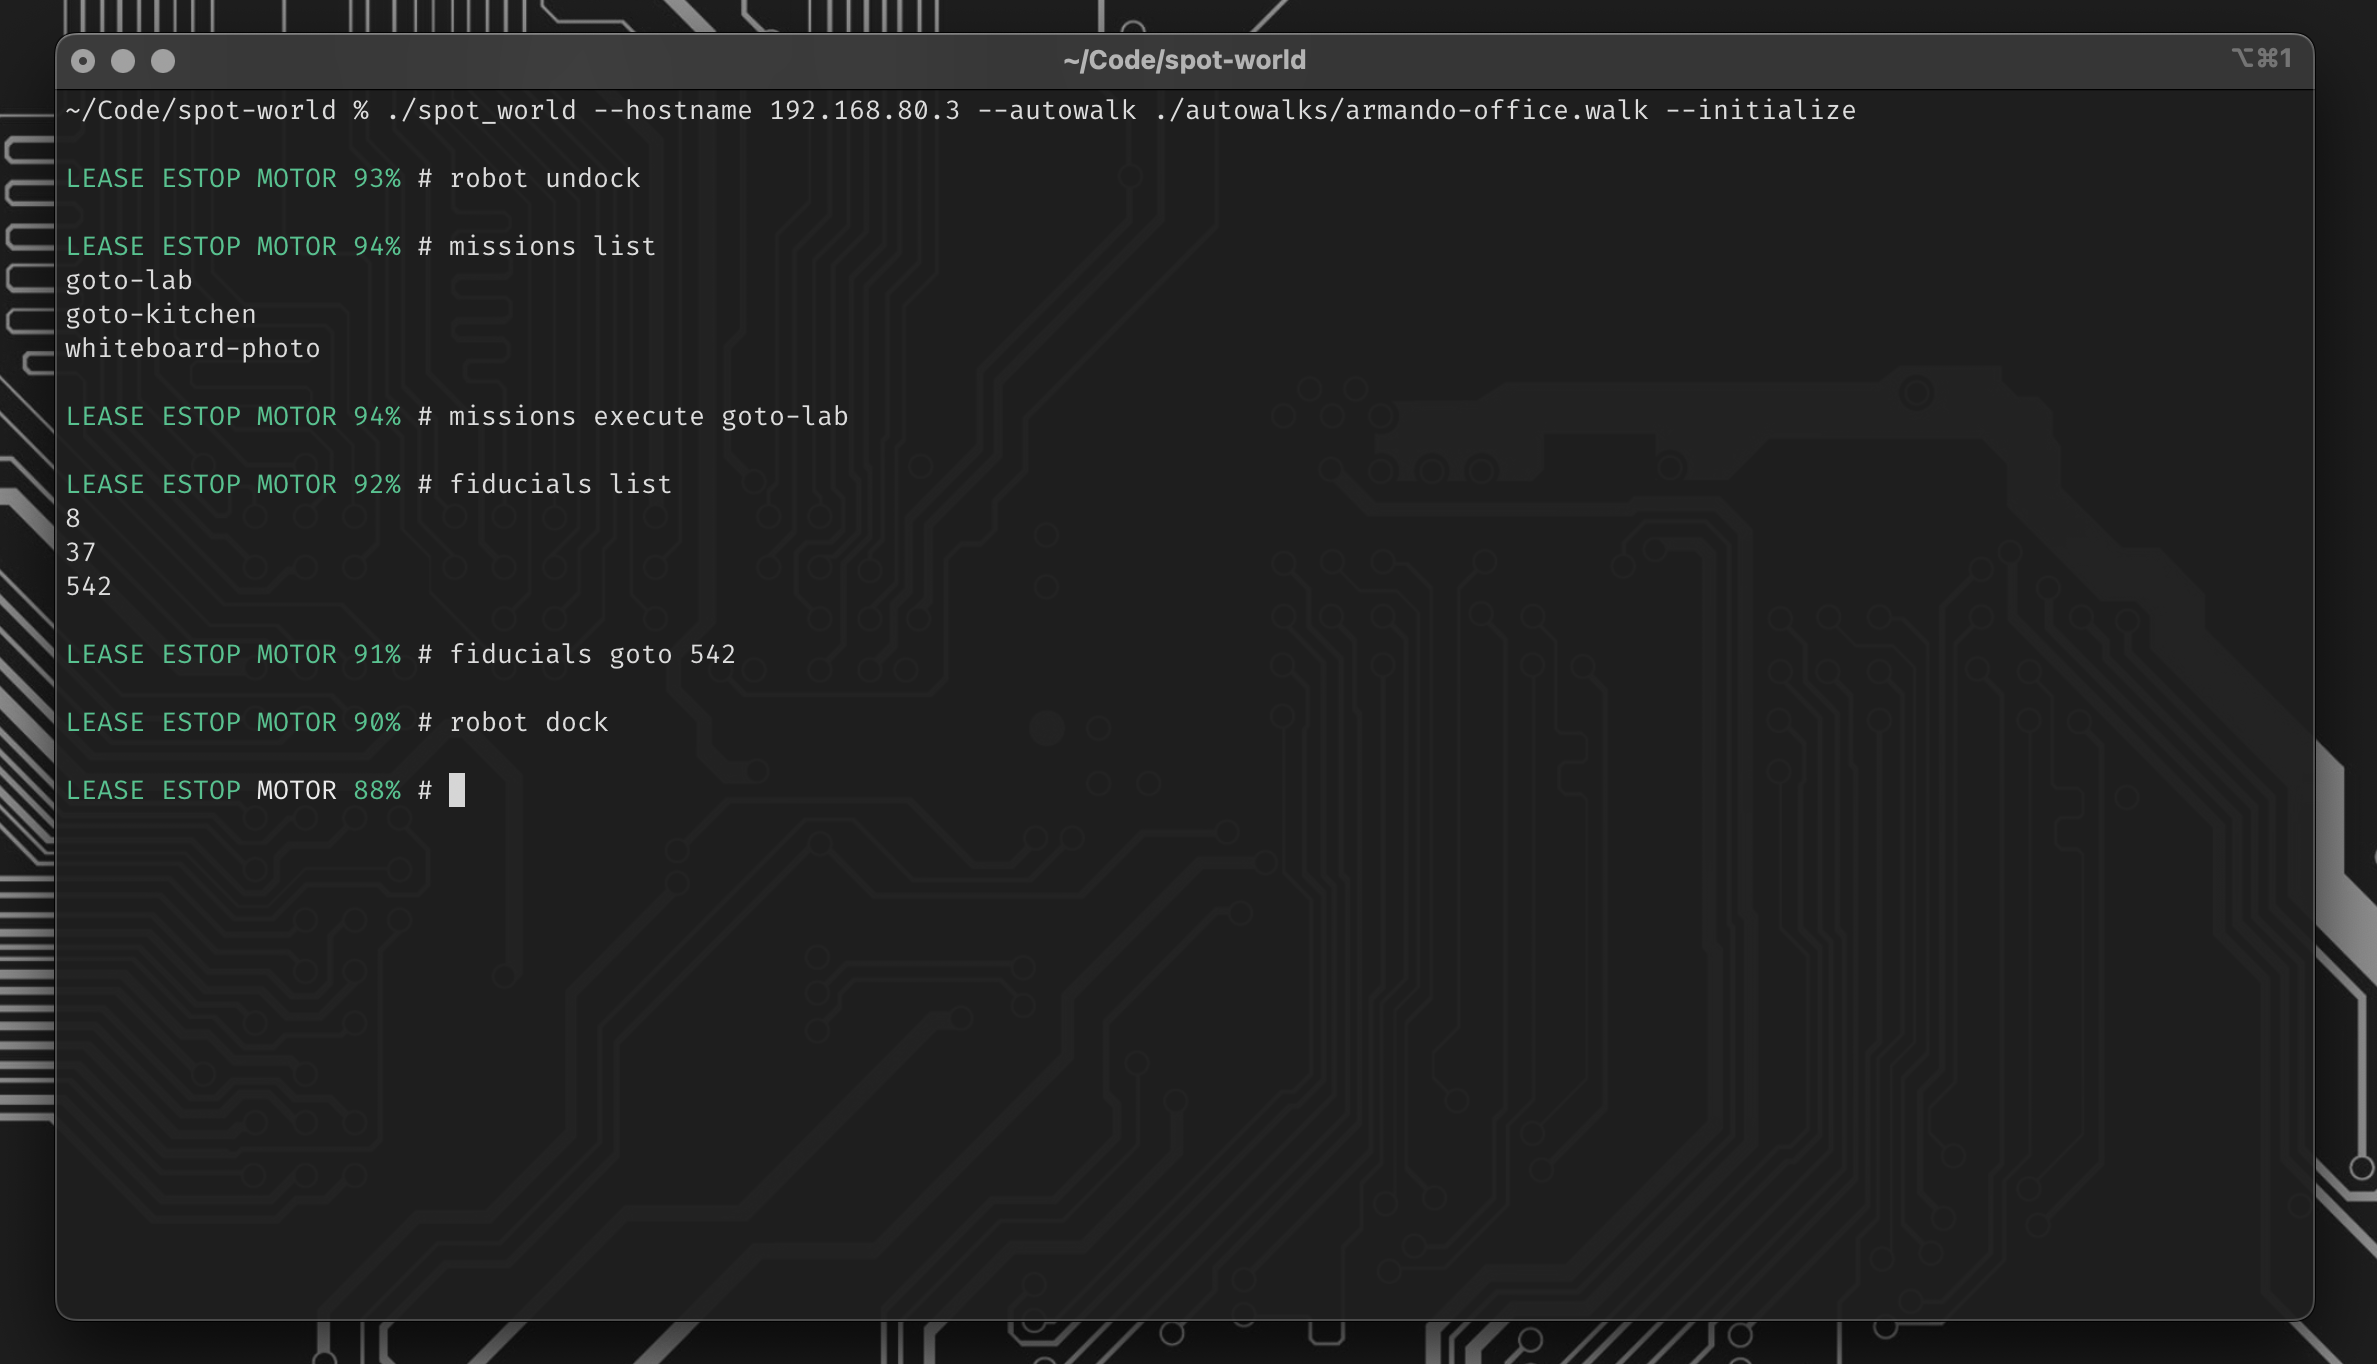 ~/Code/spot-world
⌥⌘1
~/Code/spot-world % ./spot_world --hostname 192.168.80.3 --autowalk ./autowalks/armando-office.walk --initialize
LEASE ESTOP MOTOR 93% # robot undock
LEASE ESTOP MOTOR 94% # missions list
goto-lab
goto-kitchen
whiteboard-photo
LEASE ESTOP MOTOR 94% # missions execute goto-lab
LEASE ESTOP MOTOR 92% # fiducials list
8
37
542
LEASE ESTOP MOTOR 91% # fiducials goto 542
LEASE ESTOP MOTOR 90% # robot dock
LEASE ESTOP MOTOR 88% #